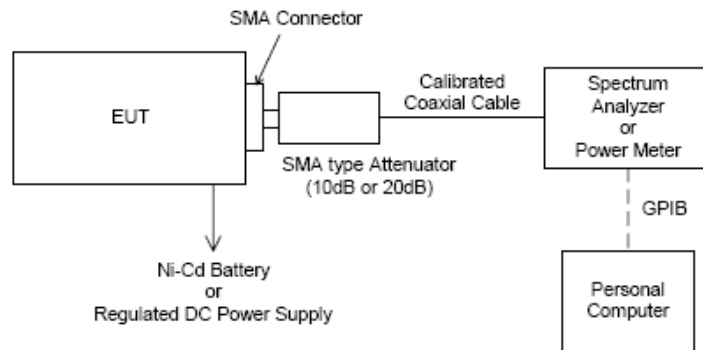 SMA Connector
EUT
Calibrated
Coaxial Cable
Spectrum
Analyzer
or
Power Meter
SMA type Attenuator
(10dB or 20dB)
GPIB
Ni-Cd Battery
or
Regulated DC Power Supply
Personal
Computer